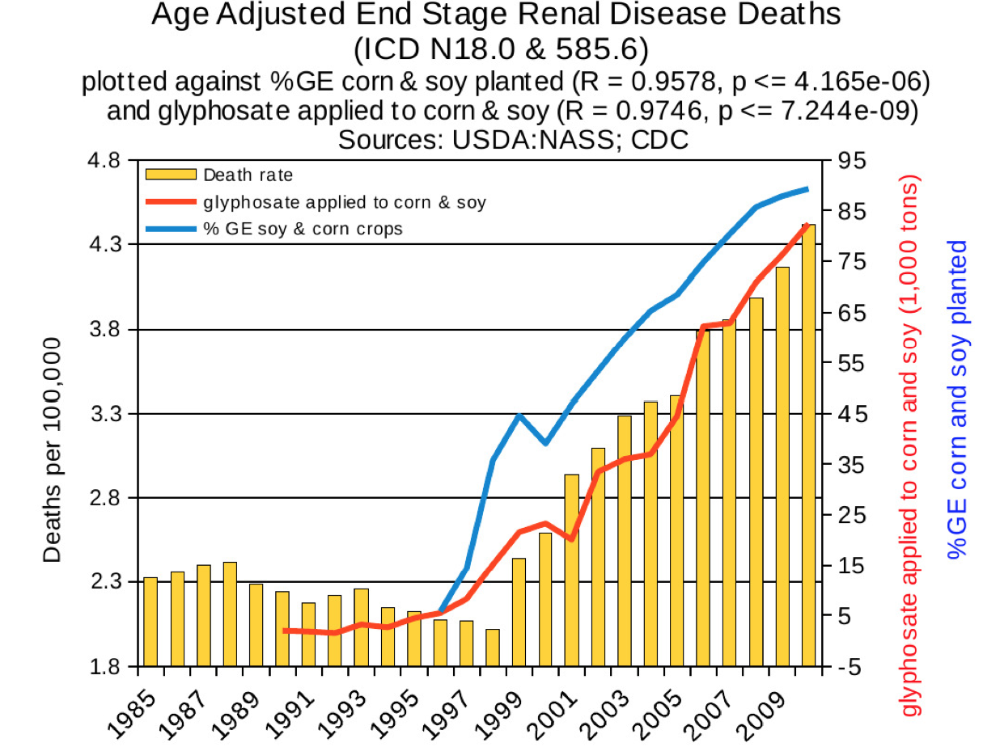 Age Adjusted End Stage Renal Disease Deaths
(ICD N18.0 & 585.6)
plotted against %GE corn & soy planted (R = 0.9578, p <= 4.165e-06)
and glyphosate applied to corn & soy (R = 0.9746, p <= 7.244e-09)
Sources: USDA:NASS; CDC
Death rate
glyphosate applied to corn & soy
% GE soy & corn crops
4.8
4.3
3.8
3.3
2.8
2.3
1.8
Deaths per 100,000
95
85
75
65
55
45
35
25
15
5
-5
glyphosate applied to corn and soy (1,000 tons)
%GE corn and soy planted
1985
1987
1989
1991
1993
1995
1997
1999
2001
2003
2005
2007
2009